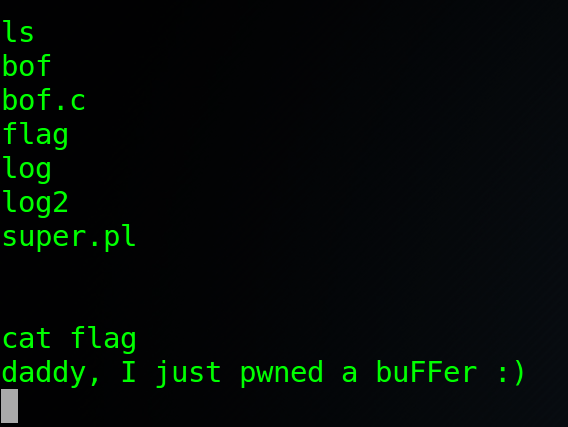 ls
bof
bof.c
flag
log
log2
super.pl
cat flag
daddy, I just pwned a buFFer :)